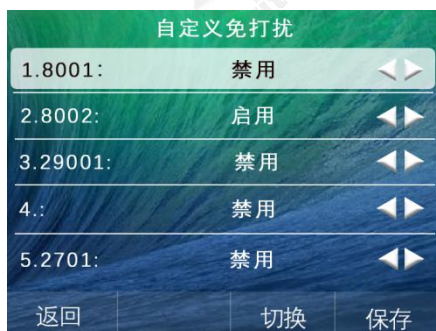 自定义免打扰
1.8001: 禁用
2.8002: 启用
3.29001: 禁用
4.: 禁用
5.2701: 禁用
返回 切换 保存